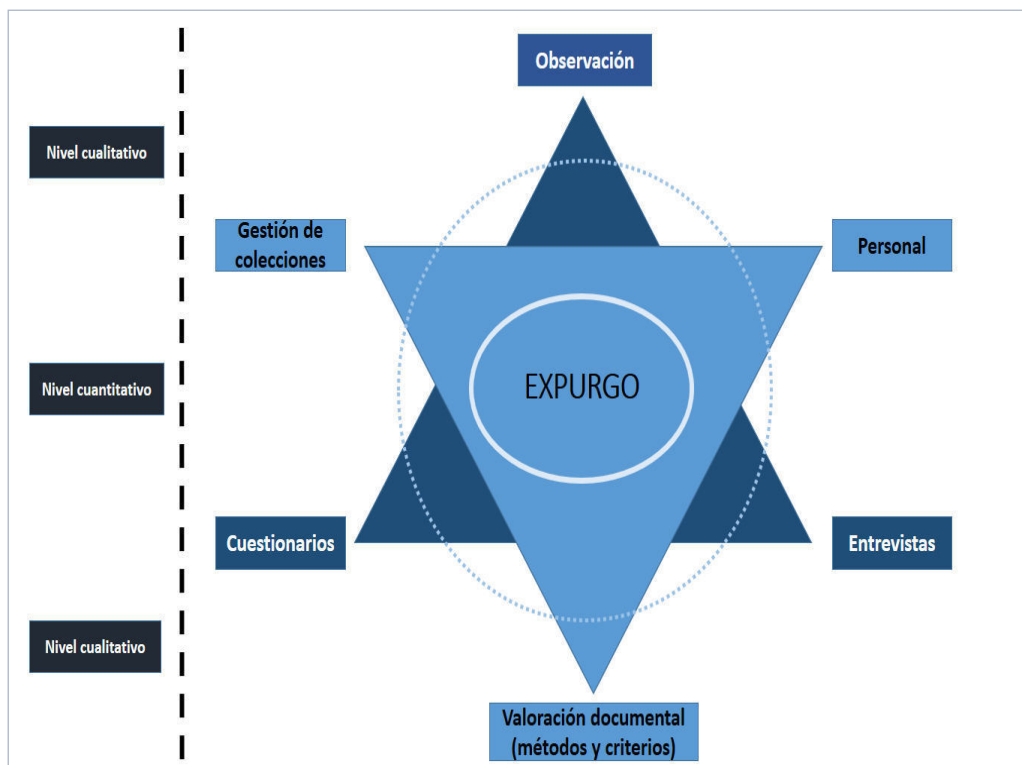 Observación
Nivel cualitativo
Gestión de
colecciones
Personal
Nivel cuantitativo
EXPURGO
Cuestionarios
Entrevistas
Nivel cualitativo
Valoración documental
(métodos y criterios)